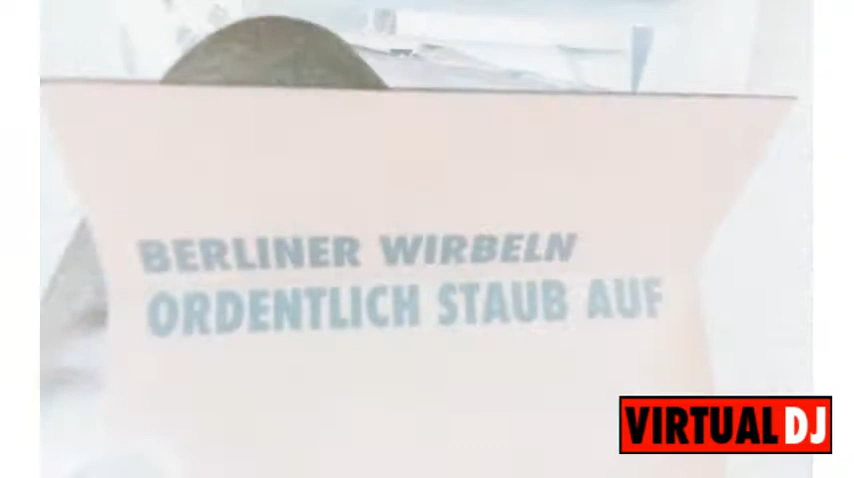 BERLINER WIRBELN
ORDENTLICH STAUB AUF
VIRTUAL DJ